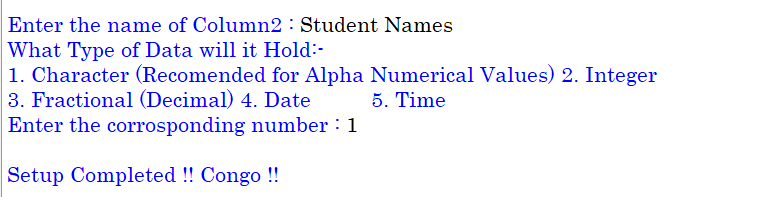 Enter the name of Column2 : Student Names
What Type of Data will it Hold:-
1. Character (Recomended for Alpha Numerical Values) 2. Integer
3. Fractional (Decimal) 4. Date 5. Time
Enter the corrosponding number : 1
Setup Completed !! Congo !!